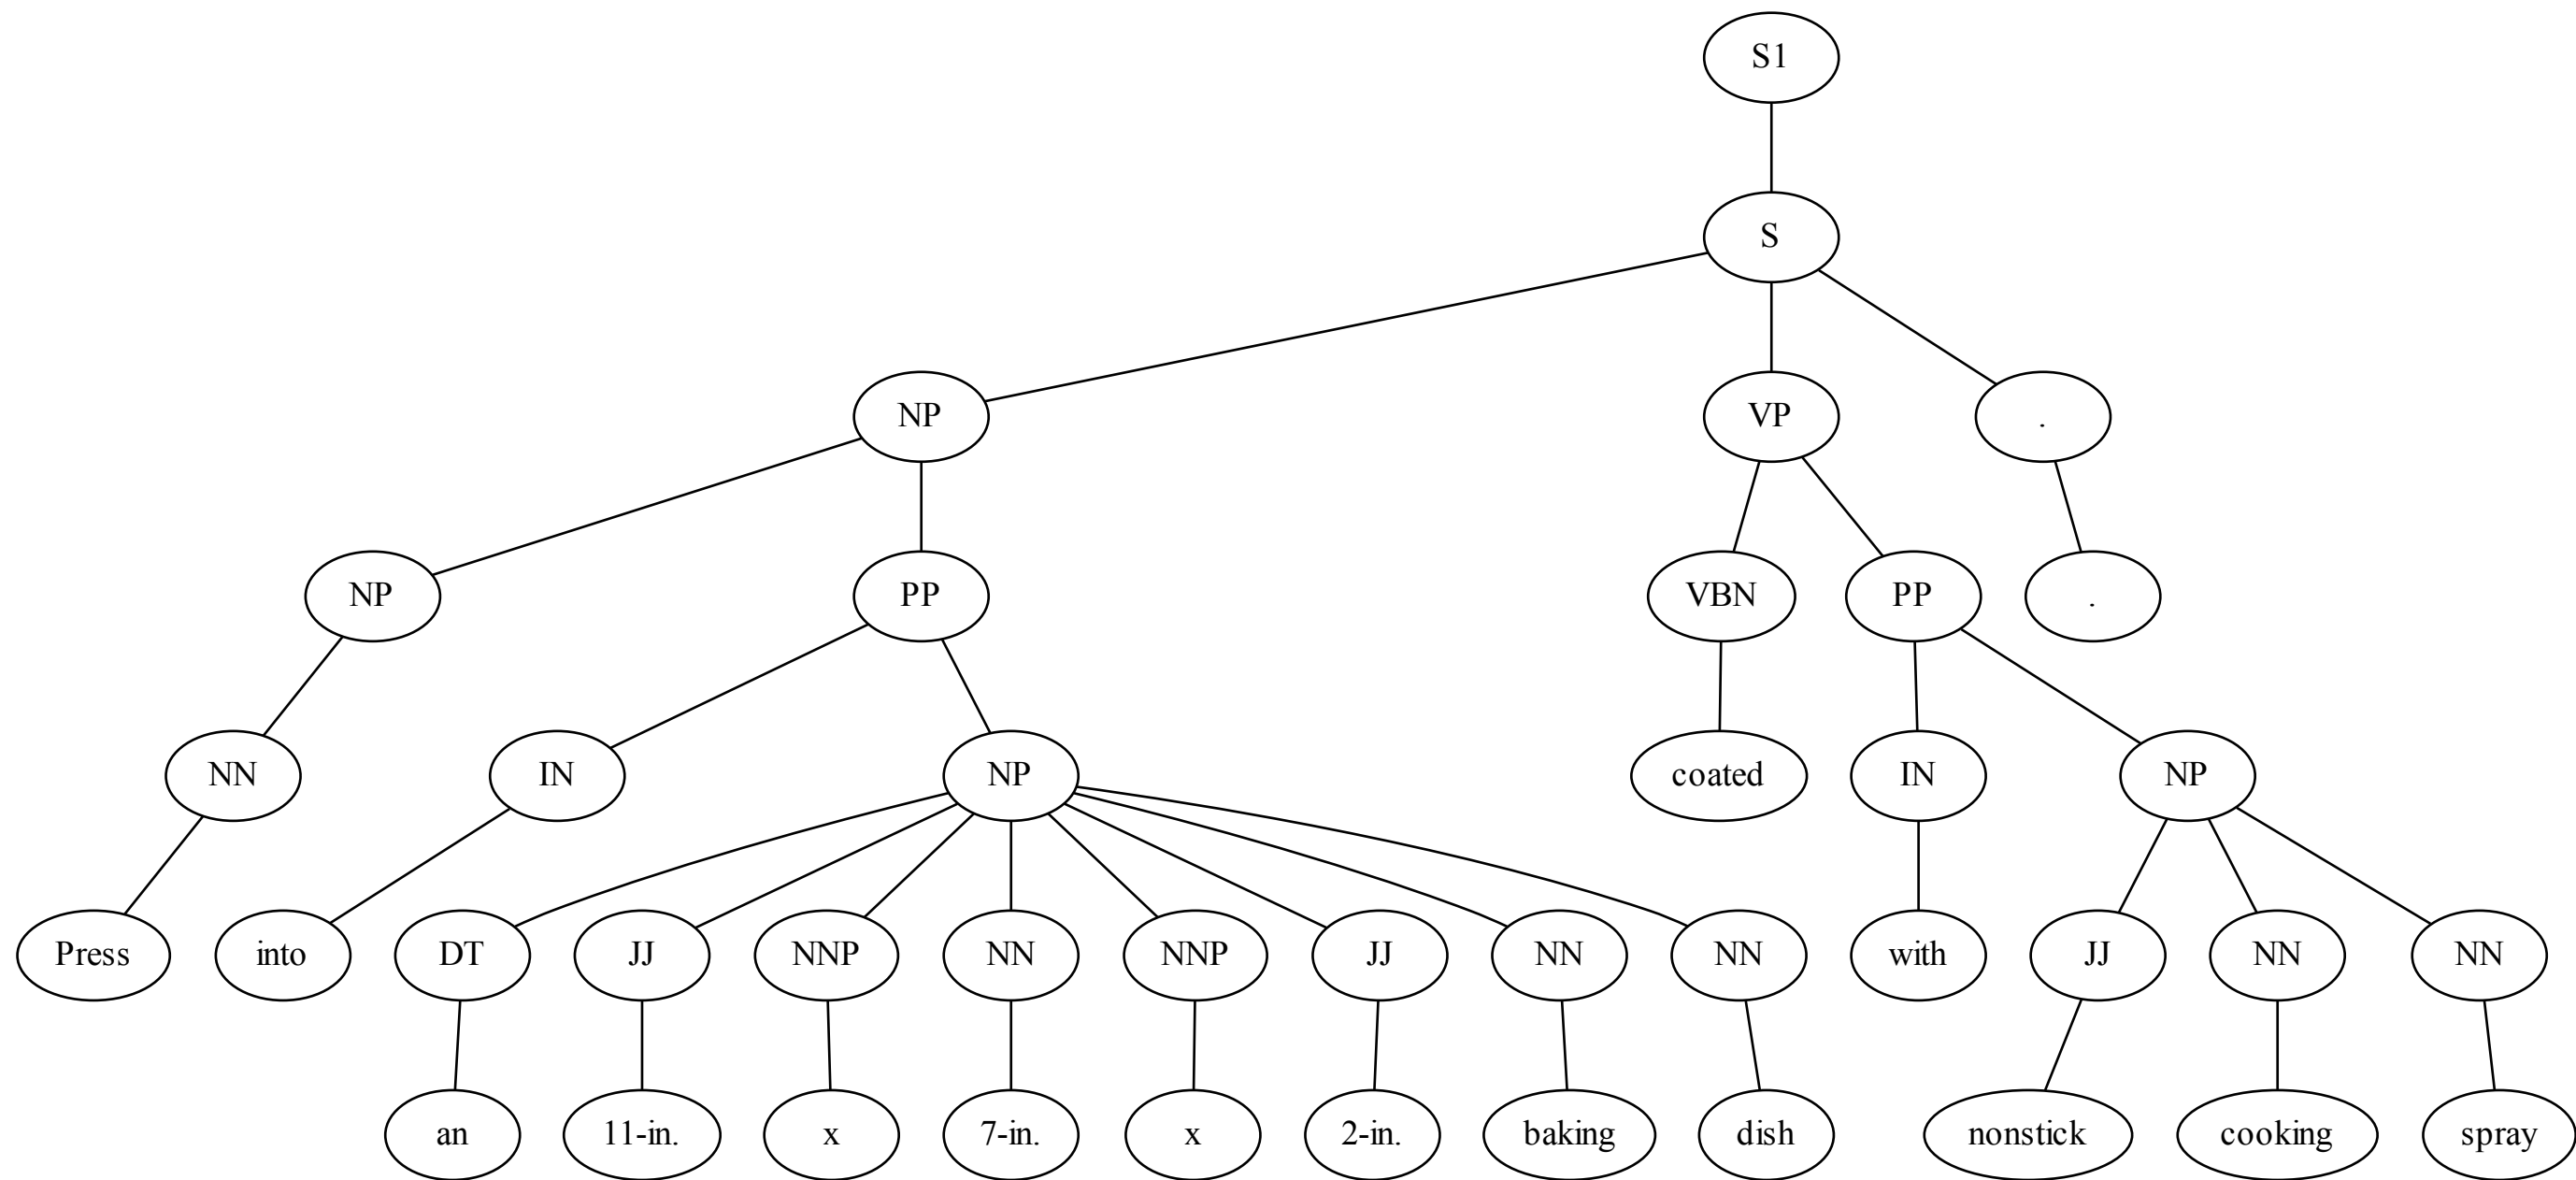 S1
S
NP VP .
NP PP VBN PP .
NN IN NP coated IN NP
Press into DT JJ NNP NN NNP JJ NN NN with JJ NN NN
an 11-in. x 7-in. x 2-in. baking dish nonstick cooking spray